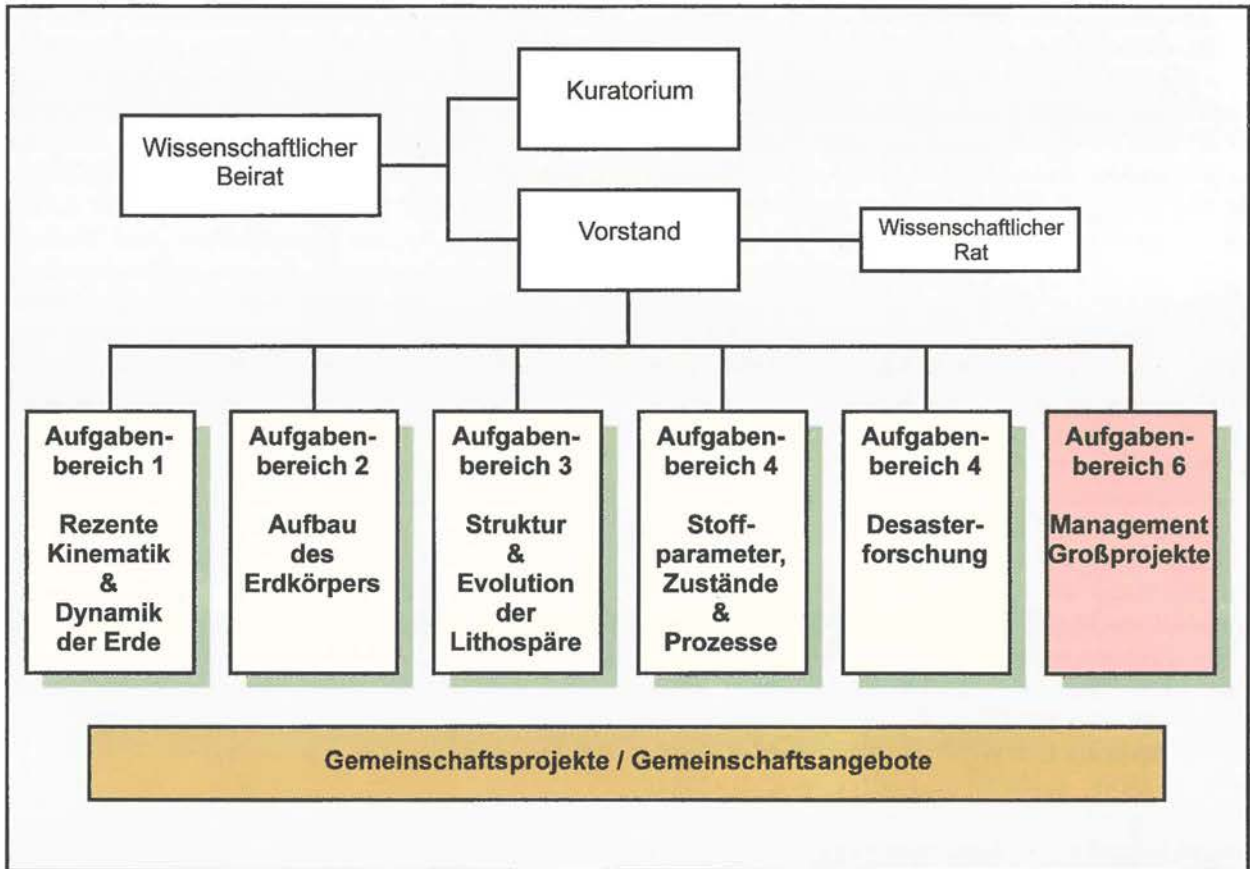 Kuratorium
Wissenschaftlicher
Beirat
Vorstand
Wissenschaftlicher
Rat
Aufgaben-
bereich 1
Rezente
Kinematik
&
Dynamik
der Erde
Aufgaben-
bereich 2
Aufbau
des
Erdkörpers
Aufgaben-
bereich 3
Struktur
&
Evolution
der
Lithospäre
Aufgaben-
bereich 4
Stoff-
parameter,
Zustände
&
Prozesse
Aufgaben-
bereich 4
Desaster-
forschung
Aufgaben-
bereich 6
Management
Großprojekte
Gemeinschaftsprojekte / Gemeinschaftsangebote